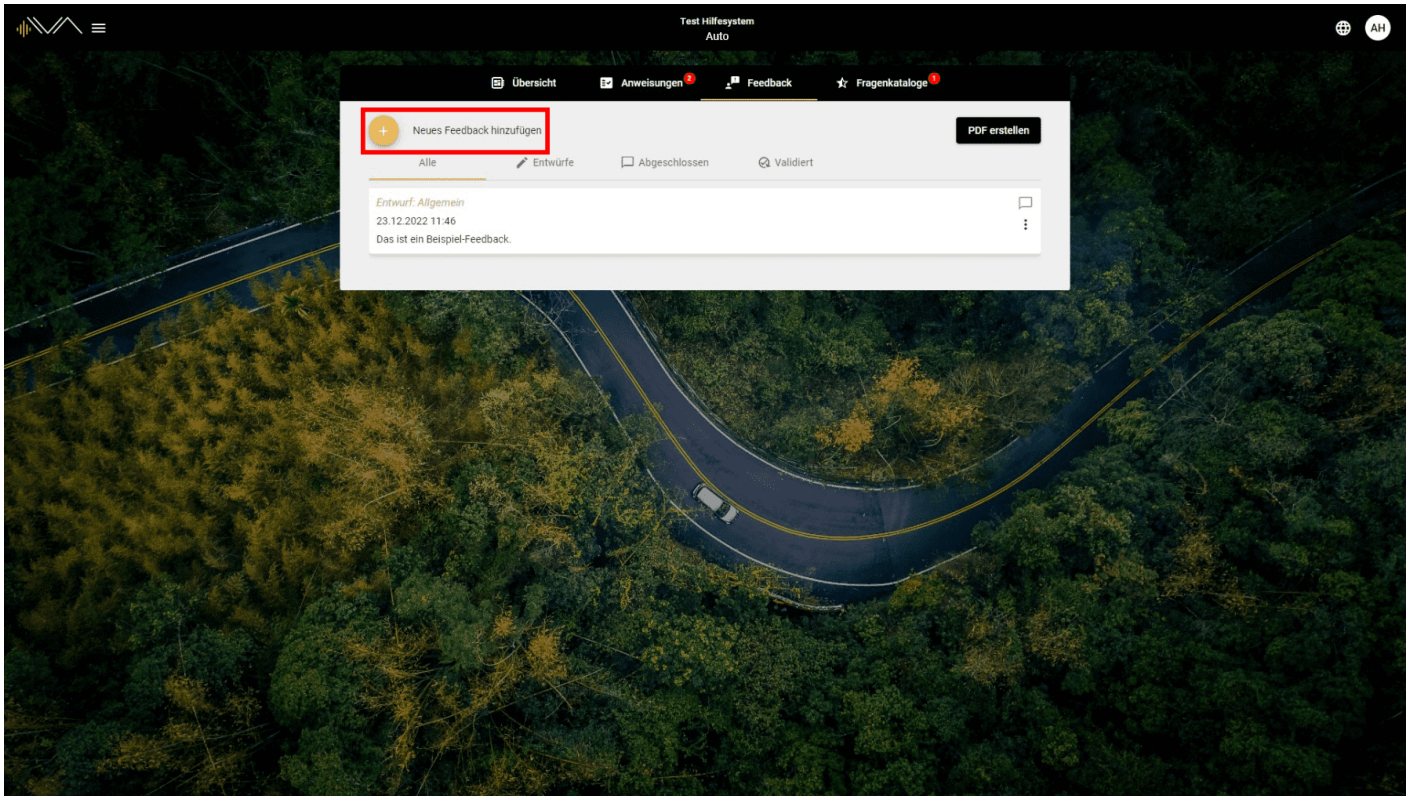 Test Hilfesystem
Auto
AH
Übersicht
Anweisungen 2
Feedback
Fragenkataloge 1
Neues Feedback hinzufügen
PDF erstellen
Alle
Entwürfe
Abgeschlossen
Validiert
Entwurf: Allgemein
23.12.2022 11:46
Das ist ein Beispiel-Feedback.